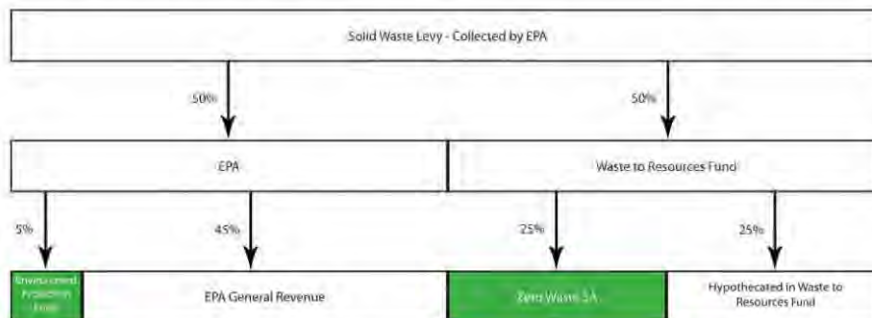 Solid Waste Levy - Collected by EPA
50%
50%
EPA
Waste to Resources Fund
5%
45%
25%
25%
Environment
Protection
Fund
EPA General Revenue
Zero Waste SA
Hypothecated in Waste to
Resources Fund